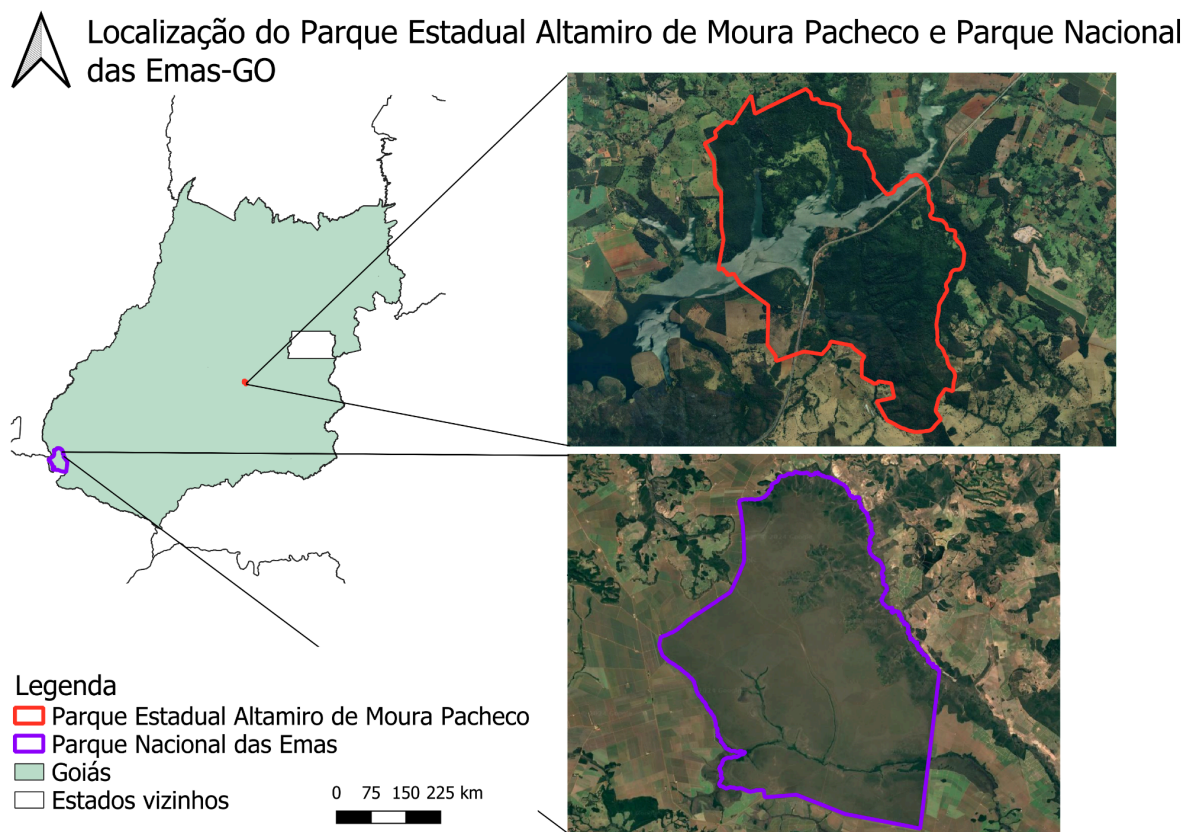 Localização do Parque Estadual Altamiro de Moura Pacheco e Parque Nacional
das Emas-GO
Legenda
Parque Estadual Altamiro de Moura Pacheco
Parque Nacional das Emas
Goiás
Estados vizinhos
0 75 150 225 km